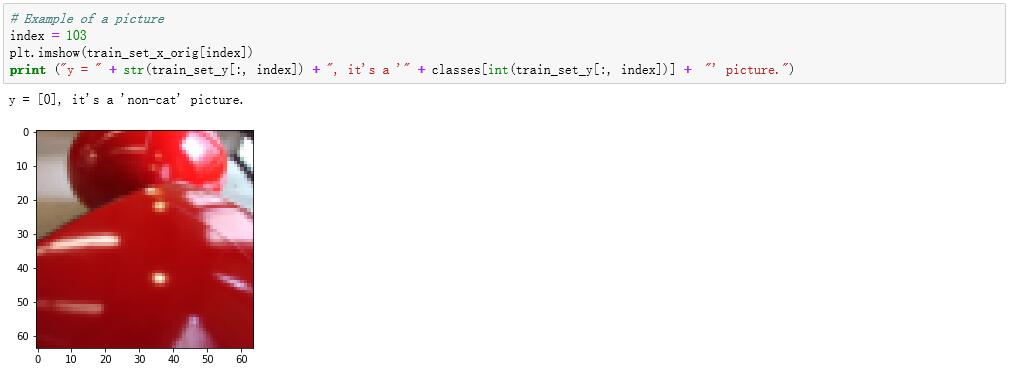 # Example of a picture
index = 103
plt.imshow(train_set_x_orig[index])
print ("y = " + str(train_set_y[:, index]) + ", it's a '" + classes[int(train_set_y[:, index])] +  "' picture.")
y = [0], it's a 'non-cat' picture.
0
10
20
30
40
50
60
0 10 20 30 40 50 60